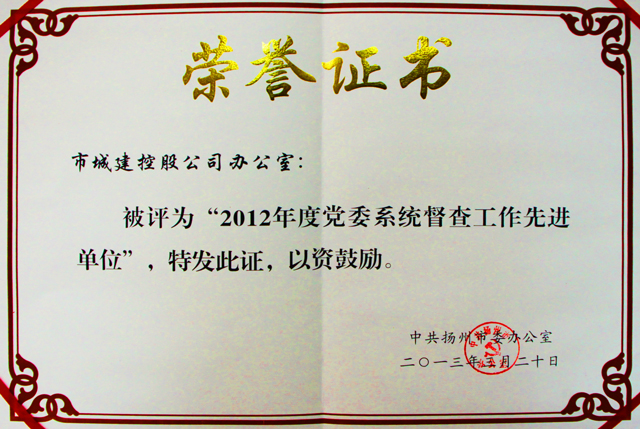 荣誉证书
市城建控股公司办公室：
被评为“2012年度党委系统督查工作先进
单位”，特发此证，以资鼓励。
中共扬州市委办公室
二〇一三年三月二十日